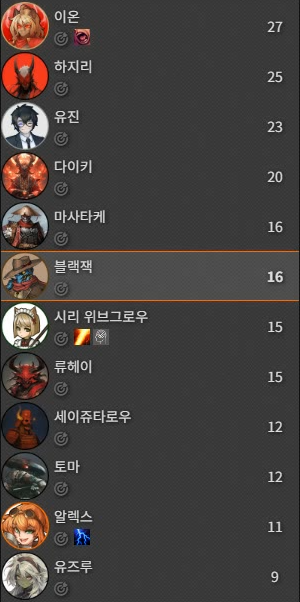 이온 27
하지리 25
유진 23
다이키 20
마사타케 16
블랙잭 16
시리 위브그로우 15
류헤이 15
세이쥬타로우 12
토마 12
알렉스 11
유즈루 9